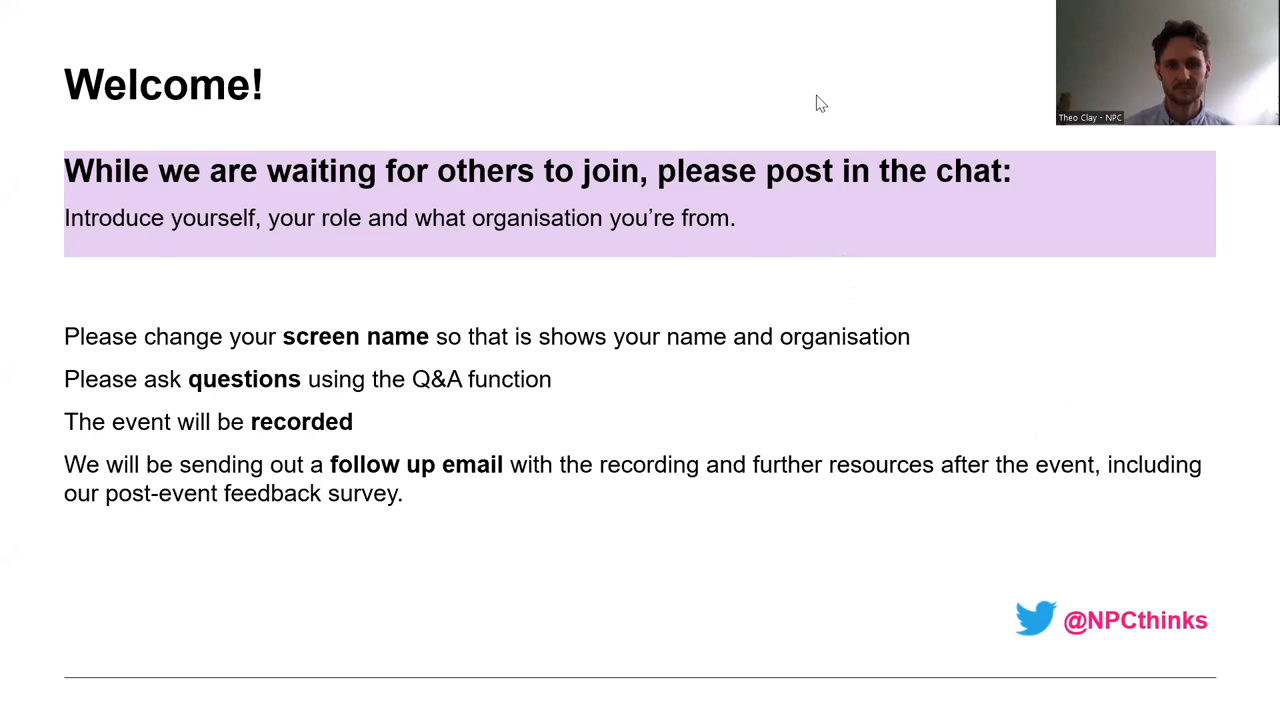 Welcome!
Theo Clay - NPC
While we are waiting for others to join, please post in the chat:
Introduce yourself, your role and what organisation you’re from.
Please change your screen name so that is shows your name and organisation
Please ask questions using the Q&A function
The event will be recorded
We will be sending out a follow up email with the recording and further resources after the event, including
our post-event feedback survey.
@NPCthinks